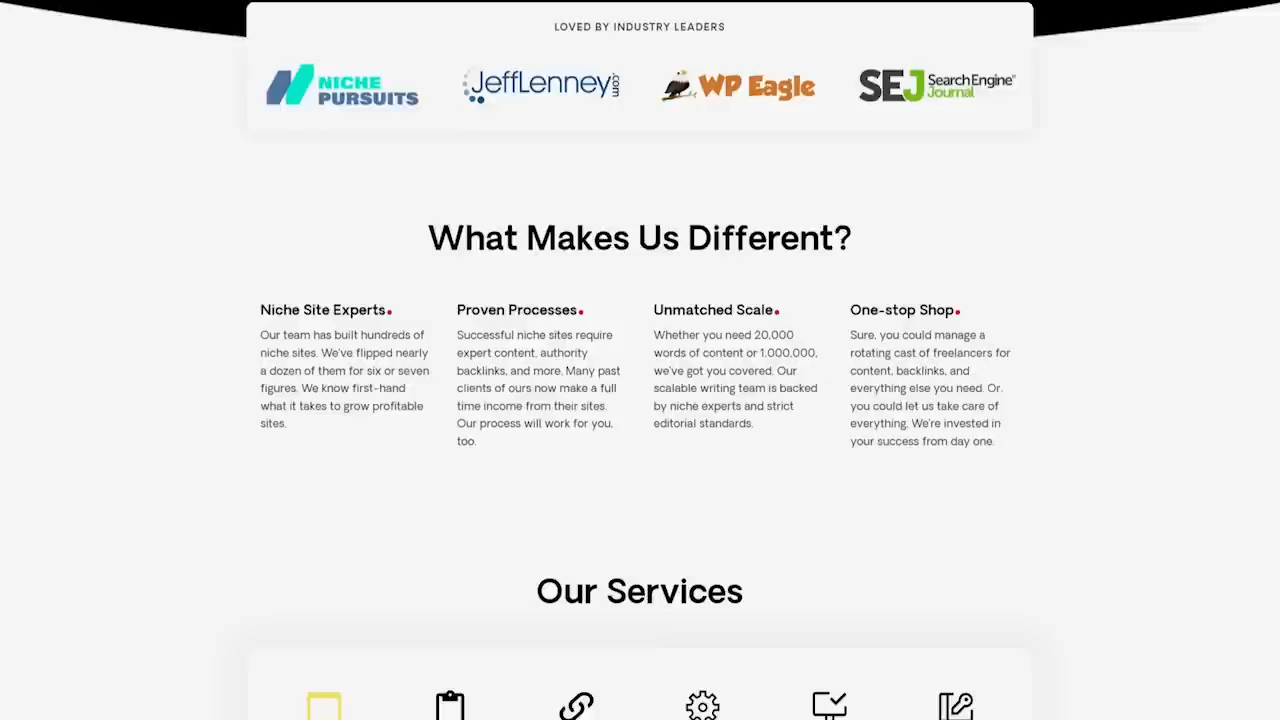 LOVED BY INDUSTRY LEADERS
NICHE
PURSUITS
JeffLenney.com
WP Eagle
SEJ SearchEngine®
Journal
What Makes Us Different?
Niche Site Experts.
Our team has built hundreds of
niche sites. We've flipped nearly
a dozen of them for six or seven
figures. We know first-hand
what it takes to grow profitable
sites.
Proven Processes.
Successful niche sites require
expert content, authority
backlinks, and more. Many past
clients of ours now make a full
time income from their sites.
Our process will work for you,
too.
Unmatched Scale.
Whether you need 20,000
words of content or 1,000,000,
we've got you covered. Our
scalable writing team is backed
by niche experts and strict
editorial standards.
One-stop Shop.
Sure, you could manage a
rotating cast of freelancers for
content, backlinks, and
everything else you need. Or,
you could let us take care of
everything. We're invested in
your success from day one.
Our Services